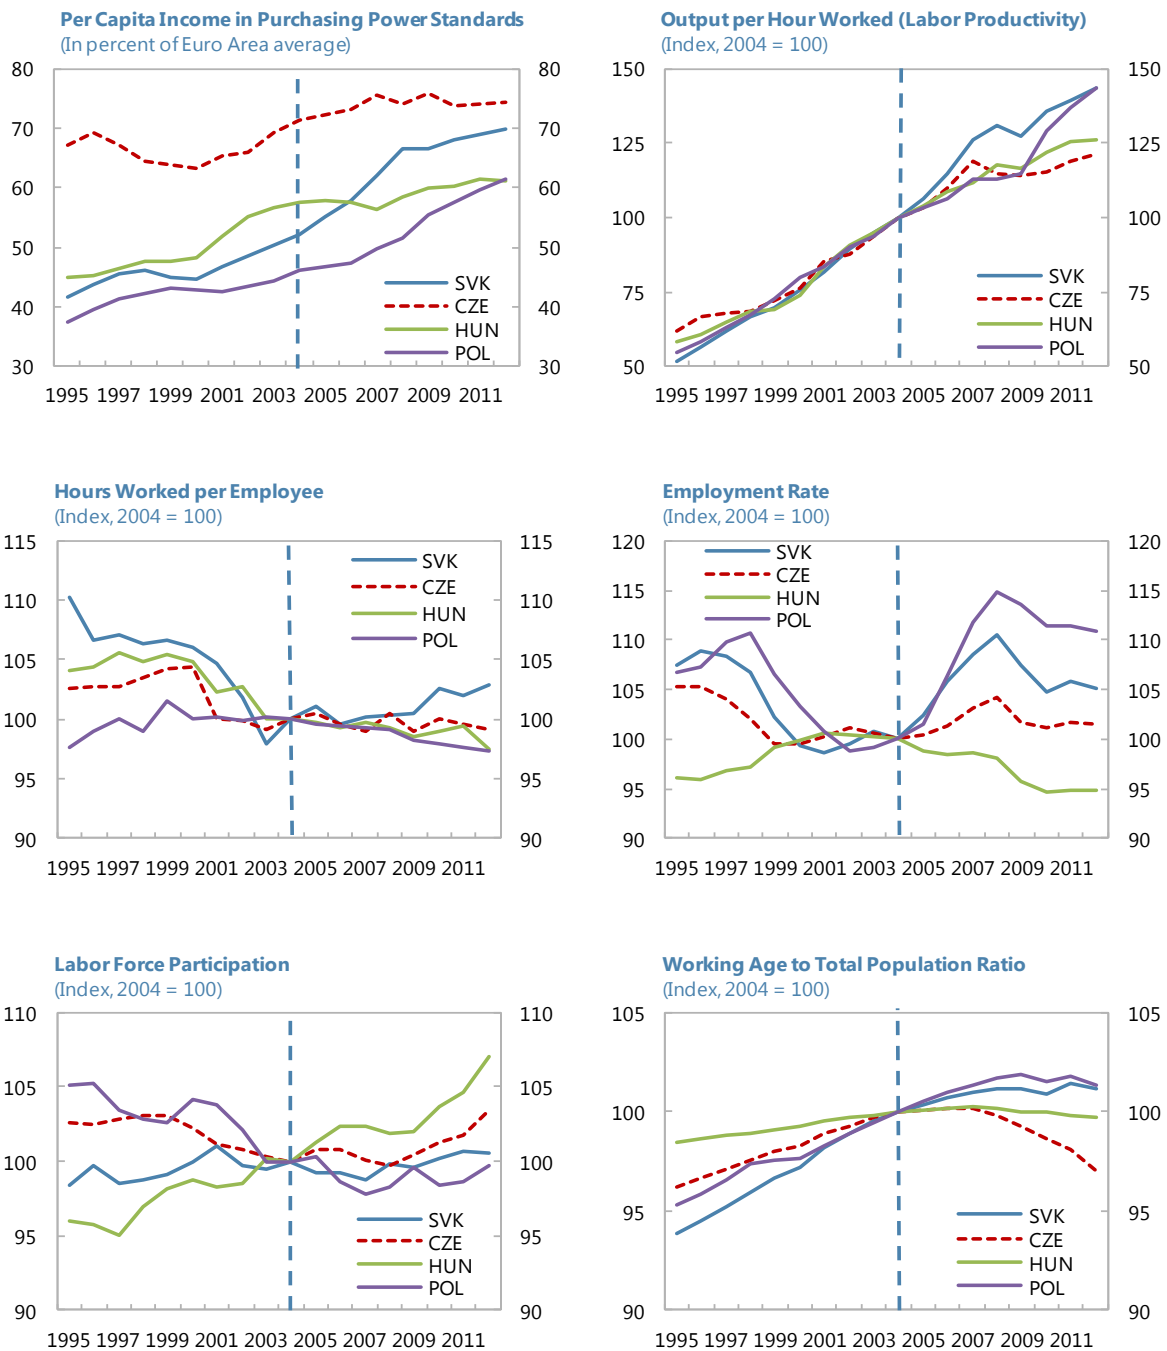 Per Capita Income in Purchasing Power Standards
(In percent of Euro Area average)
80 80
70 70
60 60
50 50
40 40
30 30
SVK
CZE
HUN
POL
1995 1997 1999 2001 2003 2005 2007 2009 2011
Output per Hour Worked (Labor Productivity)
(Index, 2004 = 100)
150 150
125 125
100 100
75 75
50 50
SVK
CZE
HUN
POL
1995 1997 1999 2001 2003 2005 2007 2009 2011
Hours Worked per Employee
(Index, 2004 = 100)
115 115
110 110
105 105
100 100
95 95
90 90
SVK
CZE
HUN
POL
1995 1997 1999 2001 2003 2005 2007 2009 2011
Employment Rate
(Index, 2004 = 100)
120 120
115 115
110 110
105 105
100 100
95 95
90 90
SVK
CZE
HUN
POL
1995 1997 1999 2001 2003 2005 2007 2009 2011
Labor Force Participation
(Index, 2004 = 100)
110 110
105 105
100 100
95 95
90 90
SVK
CZE
HUN
POL
1995 1997 1999 2001 2003 2005 2007 2009 2011
Working Age to Total Population Ratio
(Index, 2004 = 100)
105 105
100 100
95 95
90 90
SVK
CZE
HUN
POL
1995 1997 1999 2001 2003 2005 2007 2009 2011